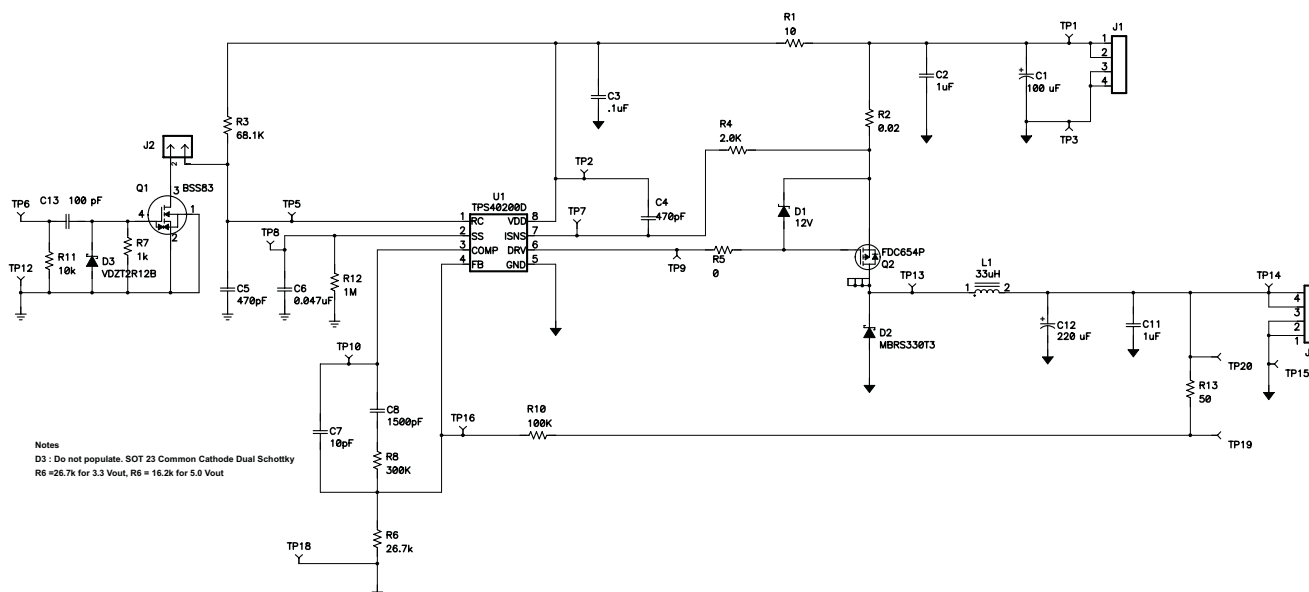 R1
10
TP1
J1
1
2
3
4
C3
.1uF
C2
1uF
+
C1
100 uF
TP3
R3
68.1K
R2
0.02
R4
2.0K
J2
2
Q1
3
BSS83
4
1
2
C13
100 pF
TP6
R11
10k
TP12
D3
VDZT2R12B
R7
1k
TP5
TP8
U1
TPS40200D
1
RC
VDD
8
2
SS
ISNS
7
3
COMP
DRV
6
4
FB
GND
5
TP2
TP7
C4
470pF
D1
12V
R5
0
TP9
FDC654P
Q2
TP13
L1
33uH
1
2
TP14
C5
470pF
C6
0.047uF
R12
1M
D2
MBRS330T3
+
C12
220 uF
C11
1uF
4
3
2
1
J
TP15
TP20
R13
50
TP19
TP10
C7
10pF
C8
1500pF
R8
300K
TP16
R10
100K
R6
26.7k
TP18
Notes
D3 : Do not populate. SOT 23 Common Cathode Dual Schottky
R6 =26.7k for 3.3 Vout, R6 = 16.2k for 5.0 Vout